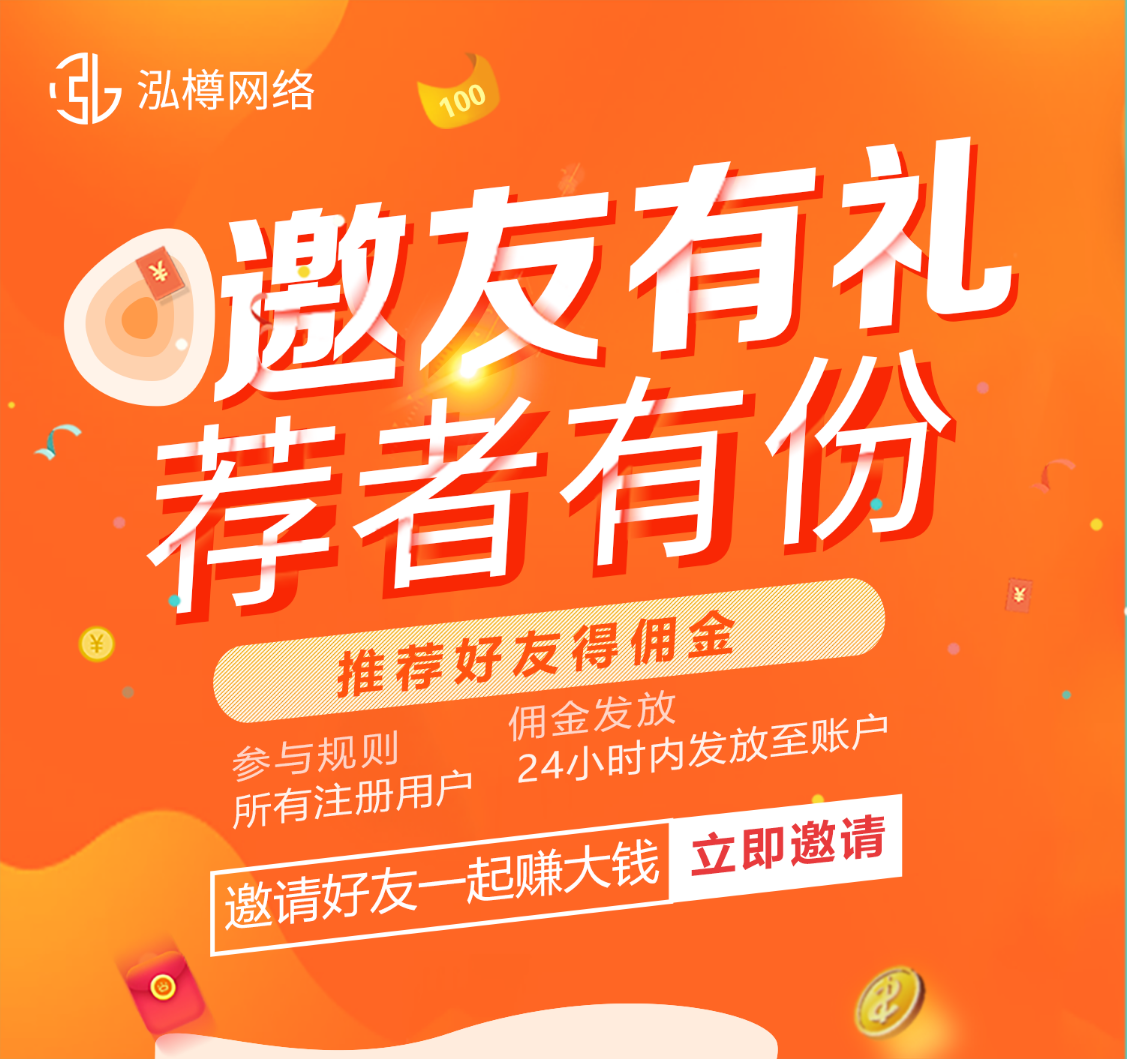 泓樽网络
100
邀友有礼
荐者有份
推荐好友得佣金
参与规则
所有注册用户
佣金发放
24小时内发放至账户
邀请好友一起赚大钱
立即邀请